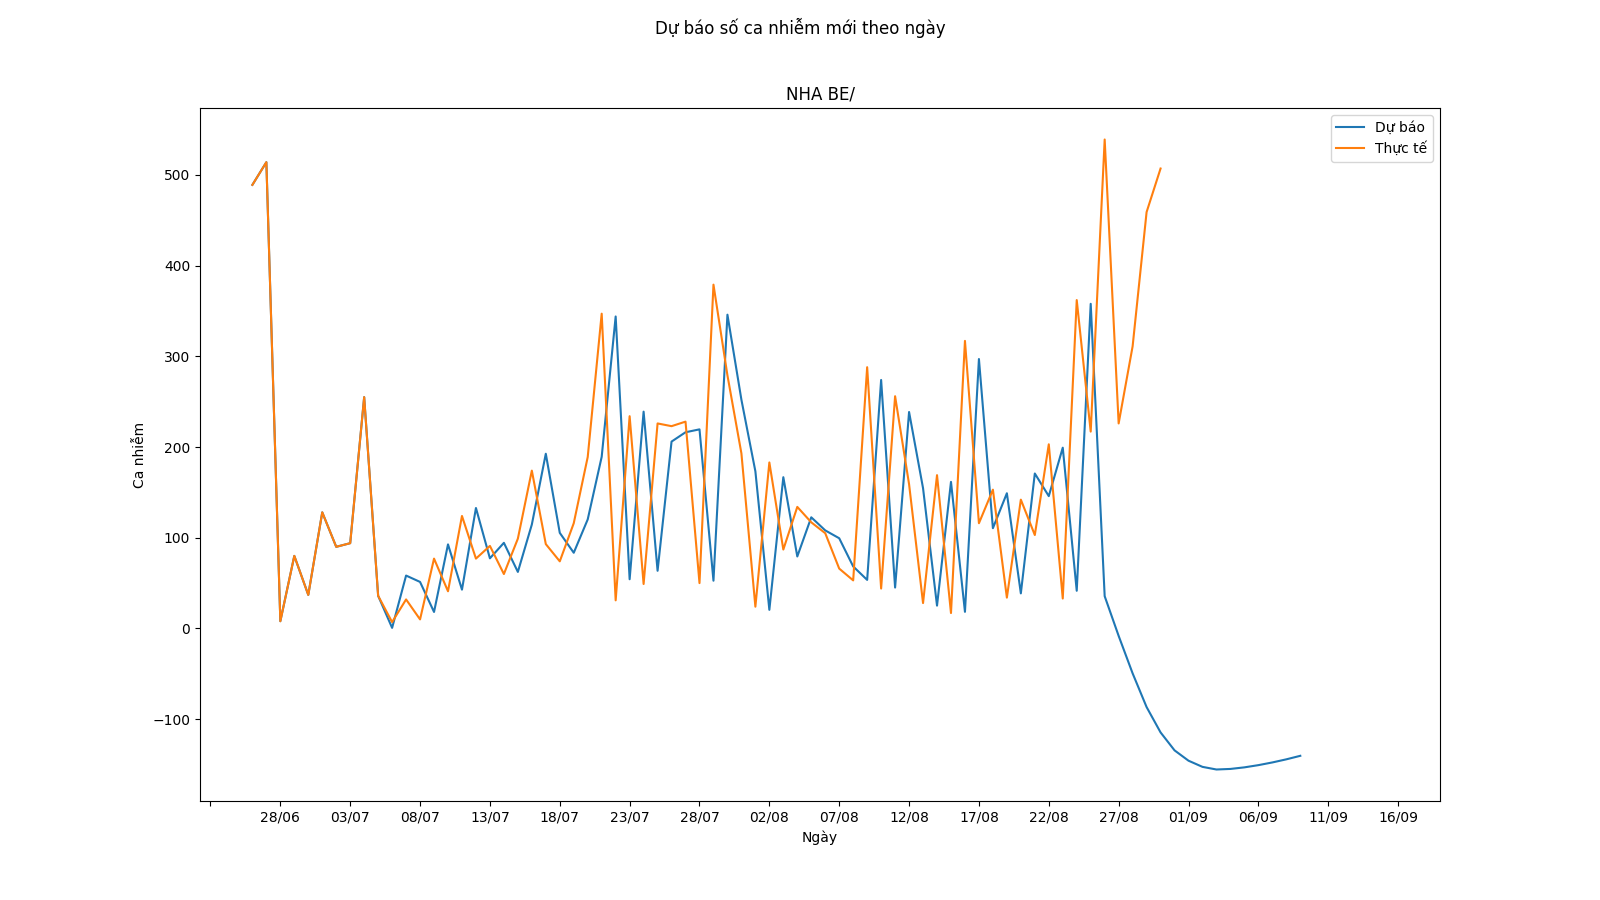 Dự báo số ca nhiễm mới theo ngày
NHA BE/
Dự báo
Thực tế
500
400
300
200
100
0
−100
Ca nhiễm
28/06 03/07 08/07 13/07 18/07 23/07 28/07 02/08 07/08 12/08 17/08 22/08 27/08 01/09 06/09 11/09 16/09
Ngày